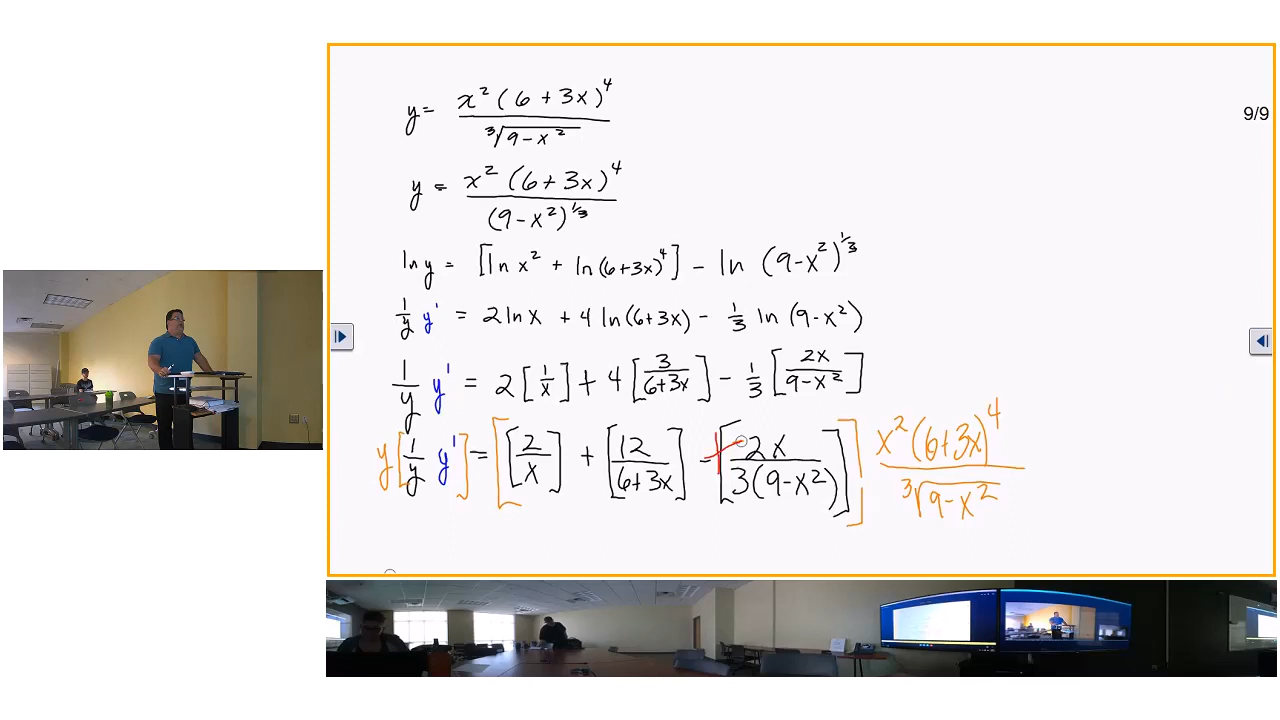 9/9
y = x² (6 + 3x)⁴ / ³√(9 - x²)
y = x² (6 + 3x)⁴ / (9 - x²)^(1/3)
ln y = [ln x² + ln (6+3x)⁴] - ln (9-x²)^(1/3)
1/y y' = 2 ln x + 4 ln (6+3x) - 1/3 ln (9-x²)
1/y y' = 2 [1/x] + 4 [3/(6+3x)] - 1/3 [2x/(9-x²)]
y [1/y y'] = [[2/x] + [12/(6+3x)] + [2x/(3(9-x²))]] x² (6+3x)⁴ / ³√(9-x²)